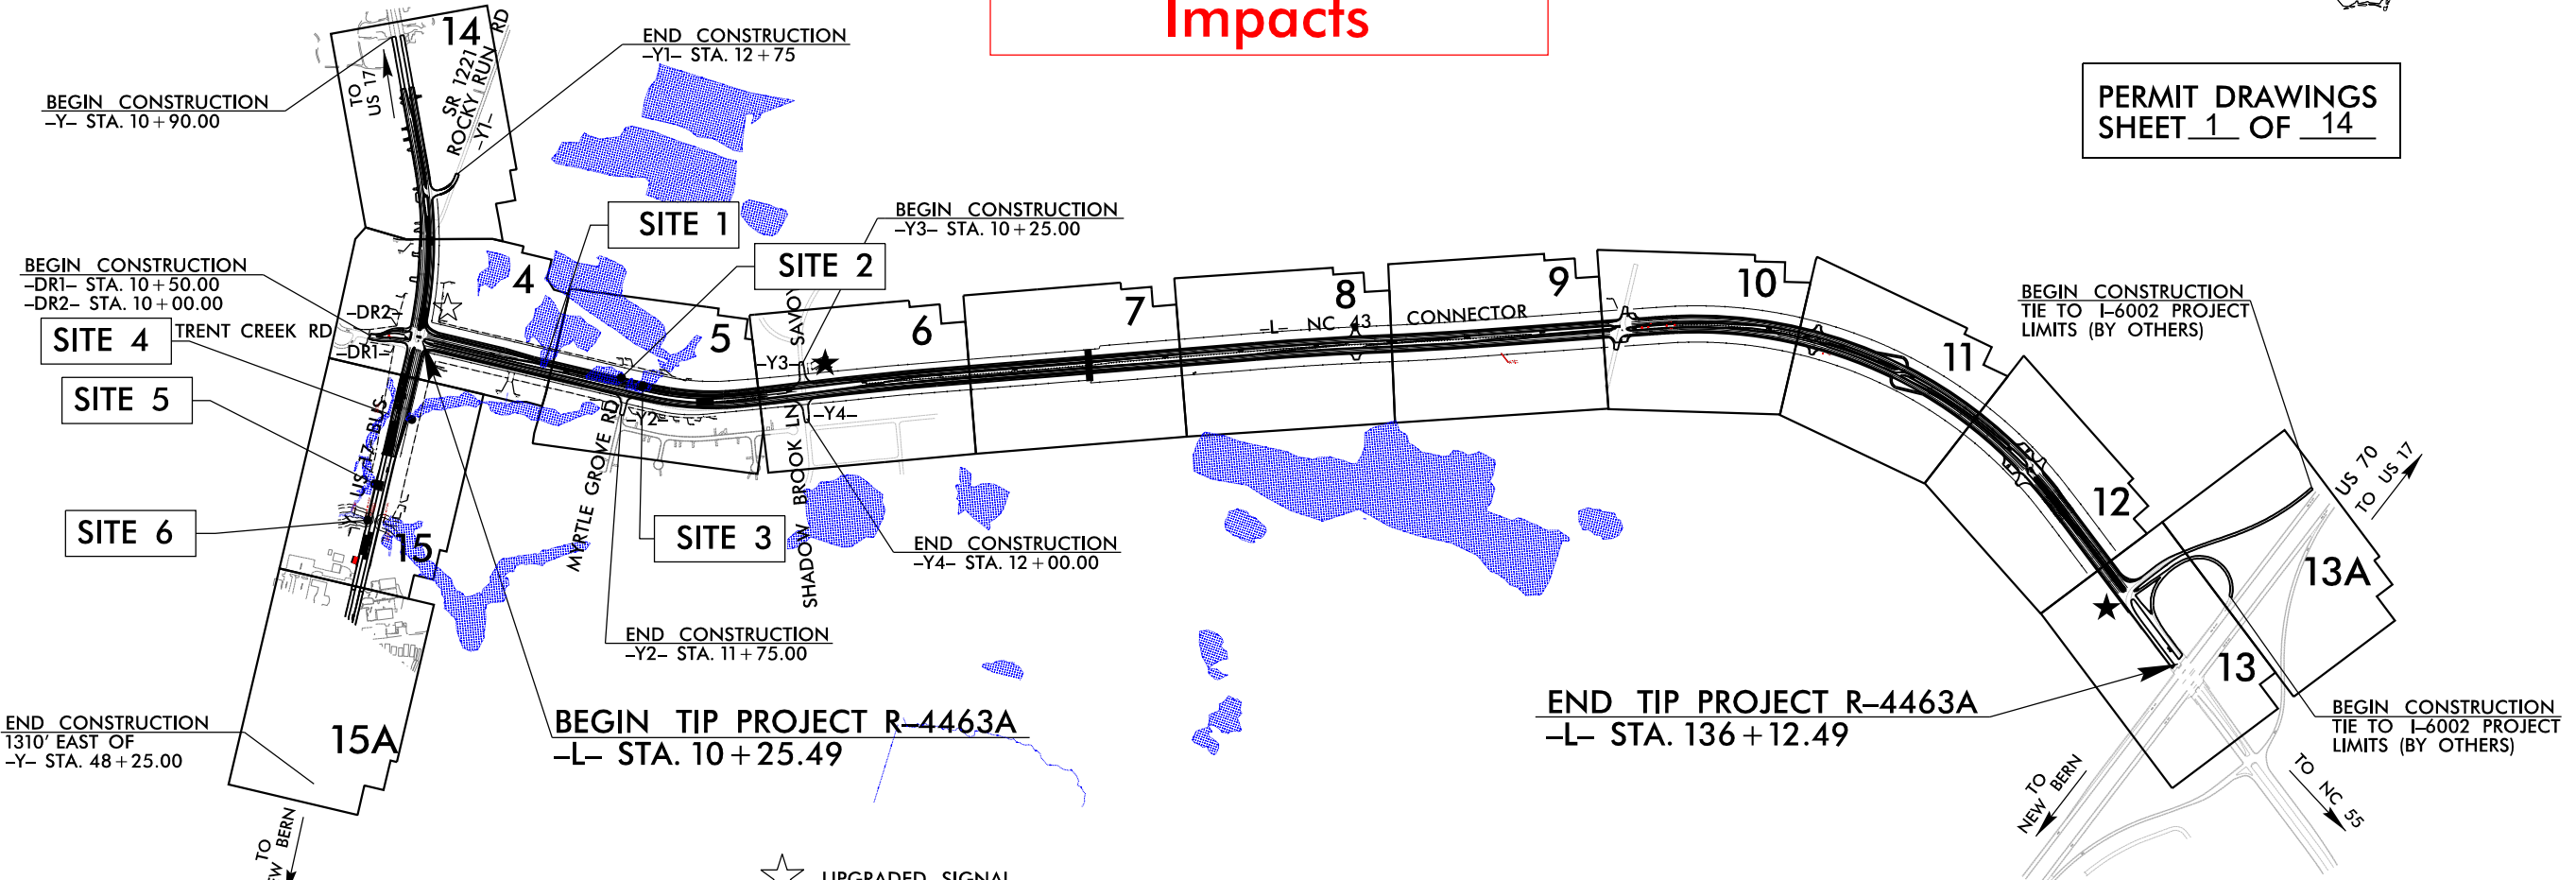 Impacts
PERMIT DRAWINGS
SHEET 1 OF 14
14
TO
US 17
SR 1221
ROCKY RUN RD
-Y1-
END CONSTRUCTION
-Y1- STA. 12+75
BEGIN CONSTRUCTION
-Y- STA. 10+90.00
SITE 1
BEGIN CONSTRUCTION
-Y3- STA. 10+25.00
SITE 2
BEGIN CONSTRUCTION
-DR1- STA. 10+50.00
-DR2- STA. 10+00.00
-DR2-
TRENT CREEK RD
-DR1-
SITE 4
SITE 5
SITE 6
4
5
6
7
8
9
10
11
12
13
13A
15
15A
-Y3-
SAVOY
-L- NC 43 CONNECTOR
BEGIN CONSTRUCTION
TIE TO I-6002 PROJECT
LIMITS (BY OTHERS)
US 17 BUS
-Y-
-Y2-
-Y4-
MYRTLE GROVE RD
SHADOW BROOK LN
SITE 3
END CONSTRUCTION
-Y4- STA. 12+00.00
END CONSTRUCTION
-Y2- STA. 11+75.00
US 70
TO US 17
END CONSTRUCTION
1310' EAST OF
-Y- STA. 48+25.00
BEGIN TIP PROJECT R-4463A
-L- STA. 10+25.49
END TIP PROJECT R-4463A
-L- STA. 136+12.49
BEGIN CONSTRUCTION
TIE TO I-6002 PROJECT
LIMITS (BY OTHERS)
TO
NEW BERN
TO NC 55
TO
EW BERN
UPGRADED SIGNAL